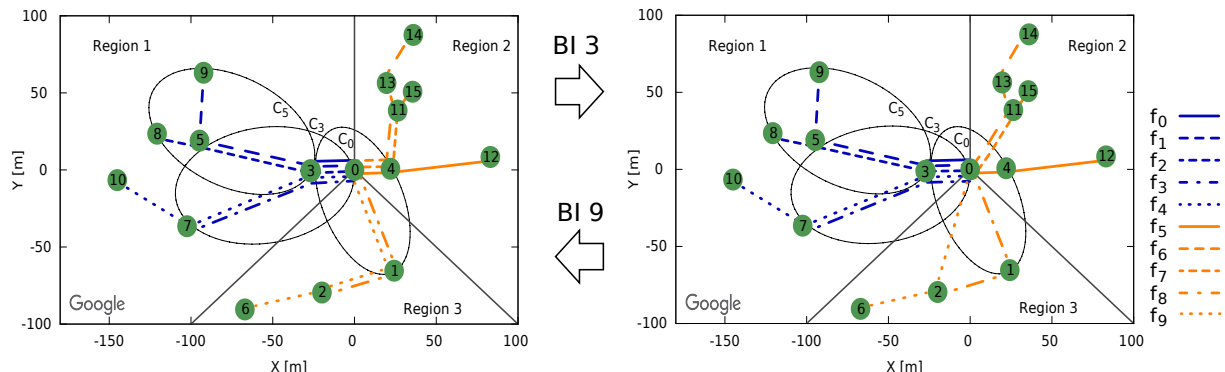 Region 1
Region 2
Region 3
C₅
C₃
C₀
9
8
5
10
3
7
0
4
14
13
15
11
12
1
2
6
Google
100
50
0
-50
-100
Y [m]
-150
-100
-50
0
50
100
X [m]
BI 3
BI 9
Region 1
Region 2
Region 3
C₅
C₃
C₀
9
8
5
10
3
7
0
4
14
13
15
11
12
1
2
6
Google
100
50
0
-50
-100
Y [m]
-150
-100
-50
0
50
100
X [m]
f₀
f₁
f₂
f₃
f₄
f₅
f₆
f₇
f₈
f₉